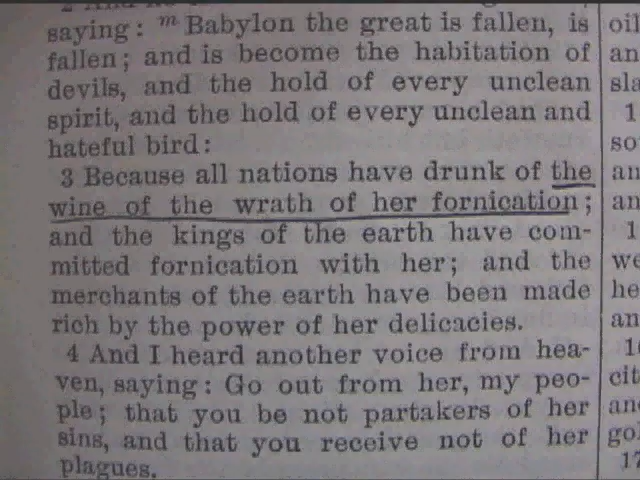 saying: m Babylon the great is fallen, is
fallen; and is become the habitation of
devils, and the hold of every unclean
spirit, and the hold of every unclean and
hateful bird:
3 Because all nations have drunk of the
wine of the wrath of her fornication;
and the kings of the earth have com-
mitted fornication with her; and the
merchants of the earth have been made
rich by the power of her delicacies.
4 And I heard another voice from hea-
ven, saying: Go out from her, my peo-
ple; that you be not partakers of her
sins, and that you receive not of her
plagues.